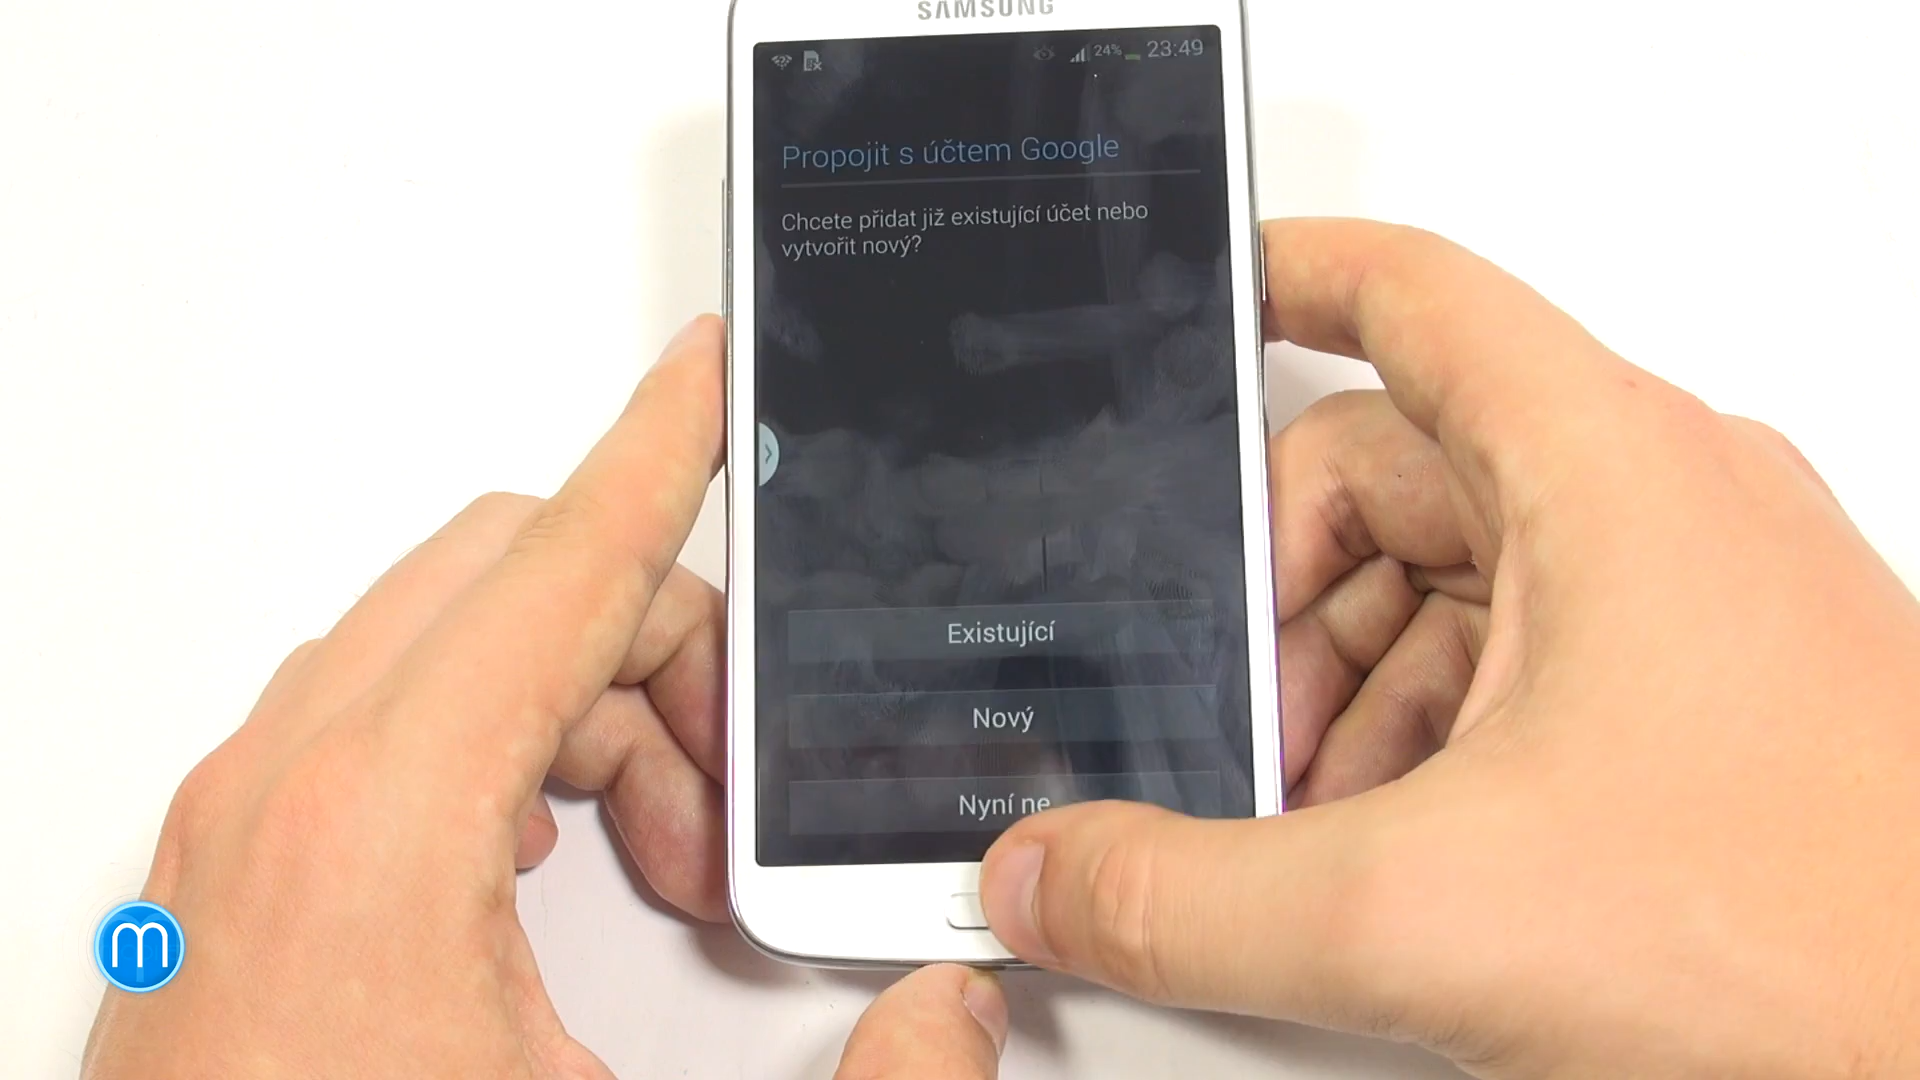 SAMSUNG
24% 23:49
Propojit s účtem Google
Chcete přidat již existující účet nebo
vytvořit nový?
Existující
Nový
Nyní ne
m